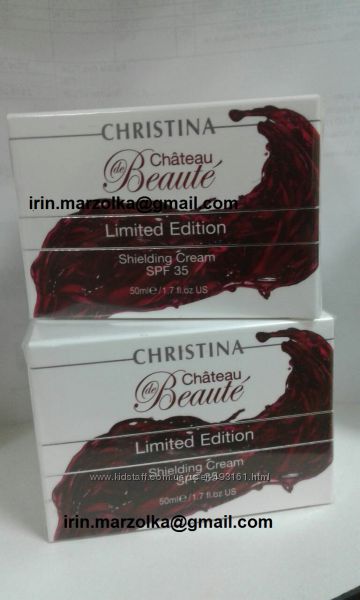 CHRISTINA
Château
de
Beauté
irin.marzolka@gmail.com
Limited Edition
Shielding Cream
SPF 35
50ml℮/1.7 fl.oz US
CHRISTINA
Château
de
Beauté
Limited Edition
Shielding Cream
SPF 35
50ml℮/1.7 fl.oz US
irin.marzolka@gmail.com